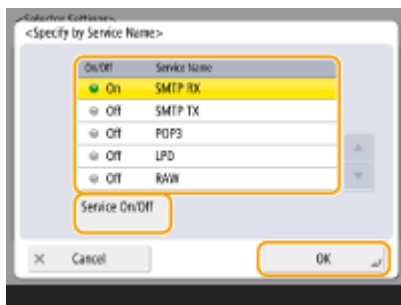 <Selector Settings>
<Specify by Service Name>
On/Off Service Name
On SMTP RX
Off SMTP TX
Off POP3
Off LPD
Off RAW
Service On/Off
× Cancel OK